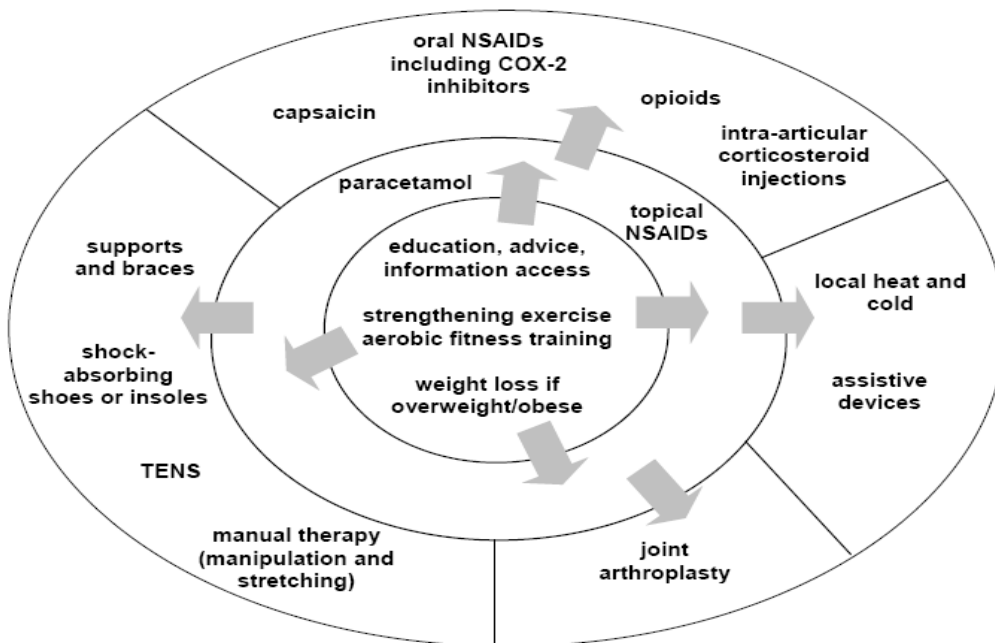 oral NSAIDs
including COX-2
inhibitors
capsaicin
opioids
intra-articular
corticosteroid
injections
paracetamol
topical
NSAIDs
supports
and braces
education, advice,
information access
local heat and
cold
strengthening exercise
aerobic fitness training
shock-
absorbing
shoes or insoles
weight loss if
overweight/obese
assistive
devices
TENS
manual therapy
(manipulation and
stretching)
joint
arthroplasty